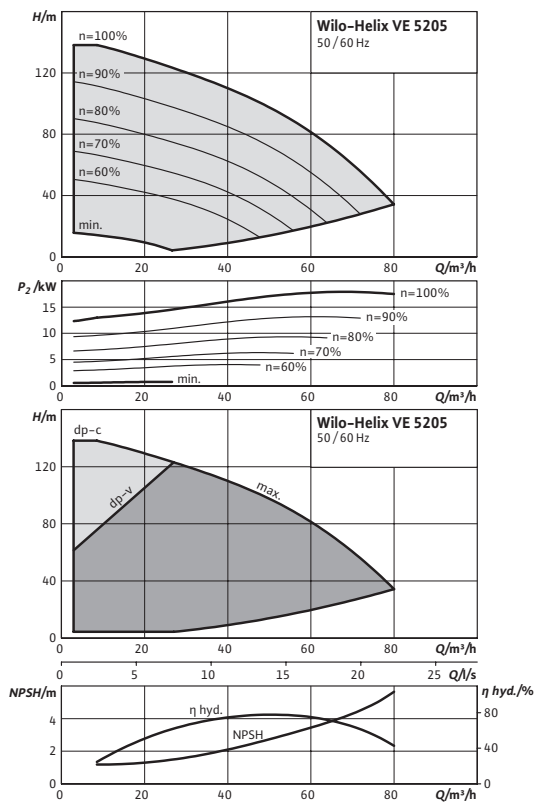 H/m
Wilo-Helix VE 5205
50 / 60 Hz
n=100%
120
n=90%
n=80%
80
n=70%
n=60%
40
min.
0
0 20 40 60 80 Q/m³/h
P₂ /kW
15
n=100%
10
n=90%
n=80%
5
n=70%
n=60%
0
min.
0 20 40 60 80 Q/m³/h
H/m
Wilo-Helix VE 5205
50 / 60 Hz
dp-c
120
dp-v
max.
80
40
0
0 20 40 60 80 Q/m³/h
0 5 10 15 20 25 Q/l/s
NPSH/m
η hyd./%
η hyd.
80
4
NPSH
2
40
0
0
0 20 40 60 80 Q/m³/h